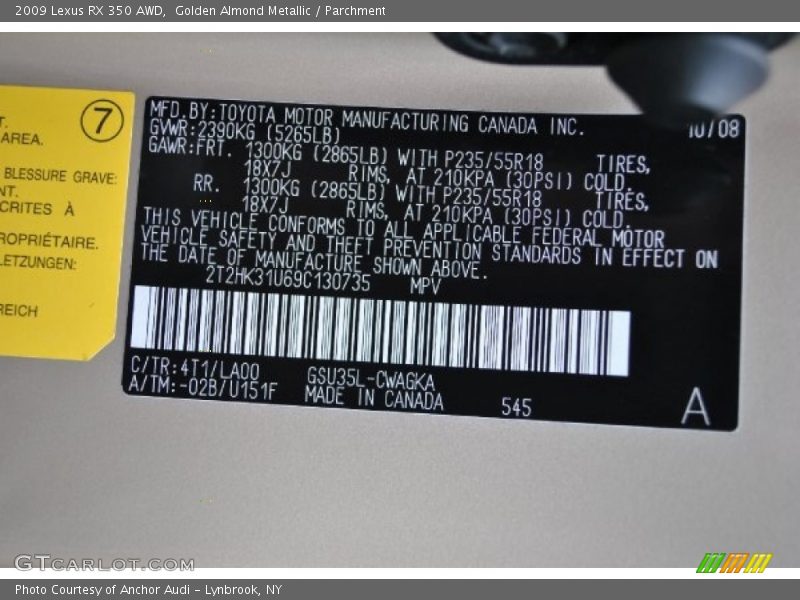 2009 Lexus RX 350 AWD,  Golden Almond Metallic / Parchment
7
T.
AREA.
BLESSURE GRAVE:
NT.
CRITES À
ROPRIÉTAIRE.
LETZUNGEN:
REICH
MFD. BY: TOYOTA MOTOR MANUFACTURING CANADA INC. 10/08
GVWR: 2390KG (5265LB)
GAWR: FRT. 1300KG (2865LB) WITH P235/55R18 TIRES,
18X7J RIMS, AT 210KPA (30PSI) COLD.
RR. 1300KG (2865LB) WITH P235/55R18 TIRES,
18X7J RIMS, AT 210KPA (30PSI) COLD.
THIS VEHICLE CONFORMS TO ALL APPLICABLE FEDERAL MOTOR
VEHICLE SAFETY AND THEFT PREVENTION STANDARDS IN EFFECT ON
THE DATE OF MANUFACTURE SHOWN ABOVE.
2T2HK31U69C130735 MPV
C/TR: 4T1/LA00 GSU35L-CWAGKA
A/TM: -02B/U151F MADE IN CANADA 545 A
GTCARLOT.COM
Photo Courtesy of Anchor Audi - Lynbrook, NY